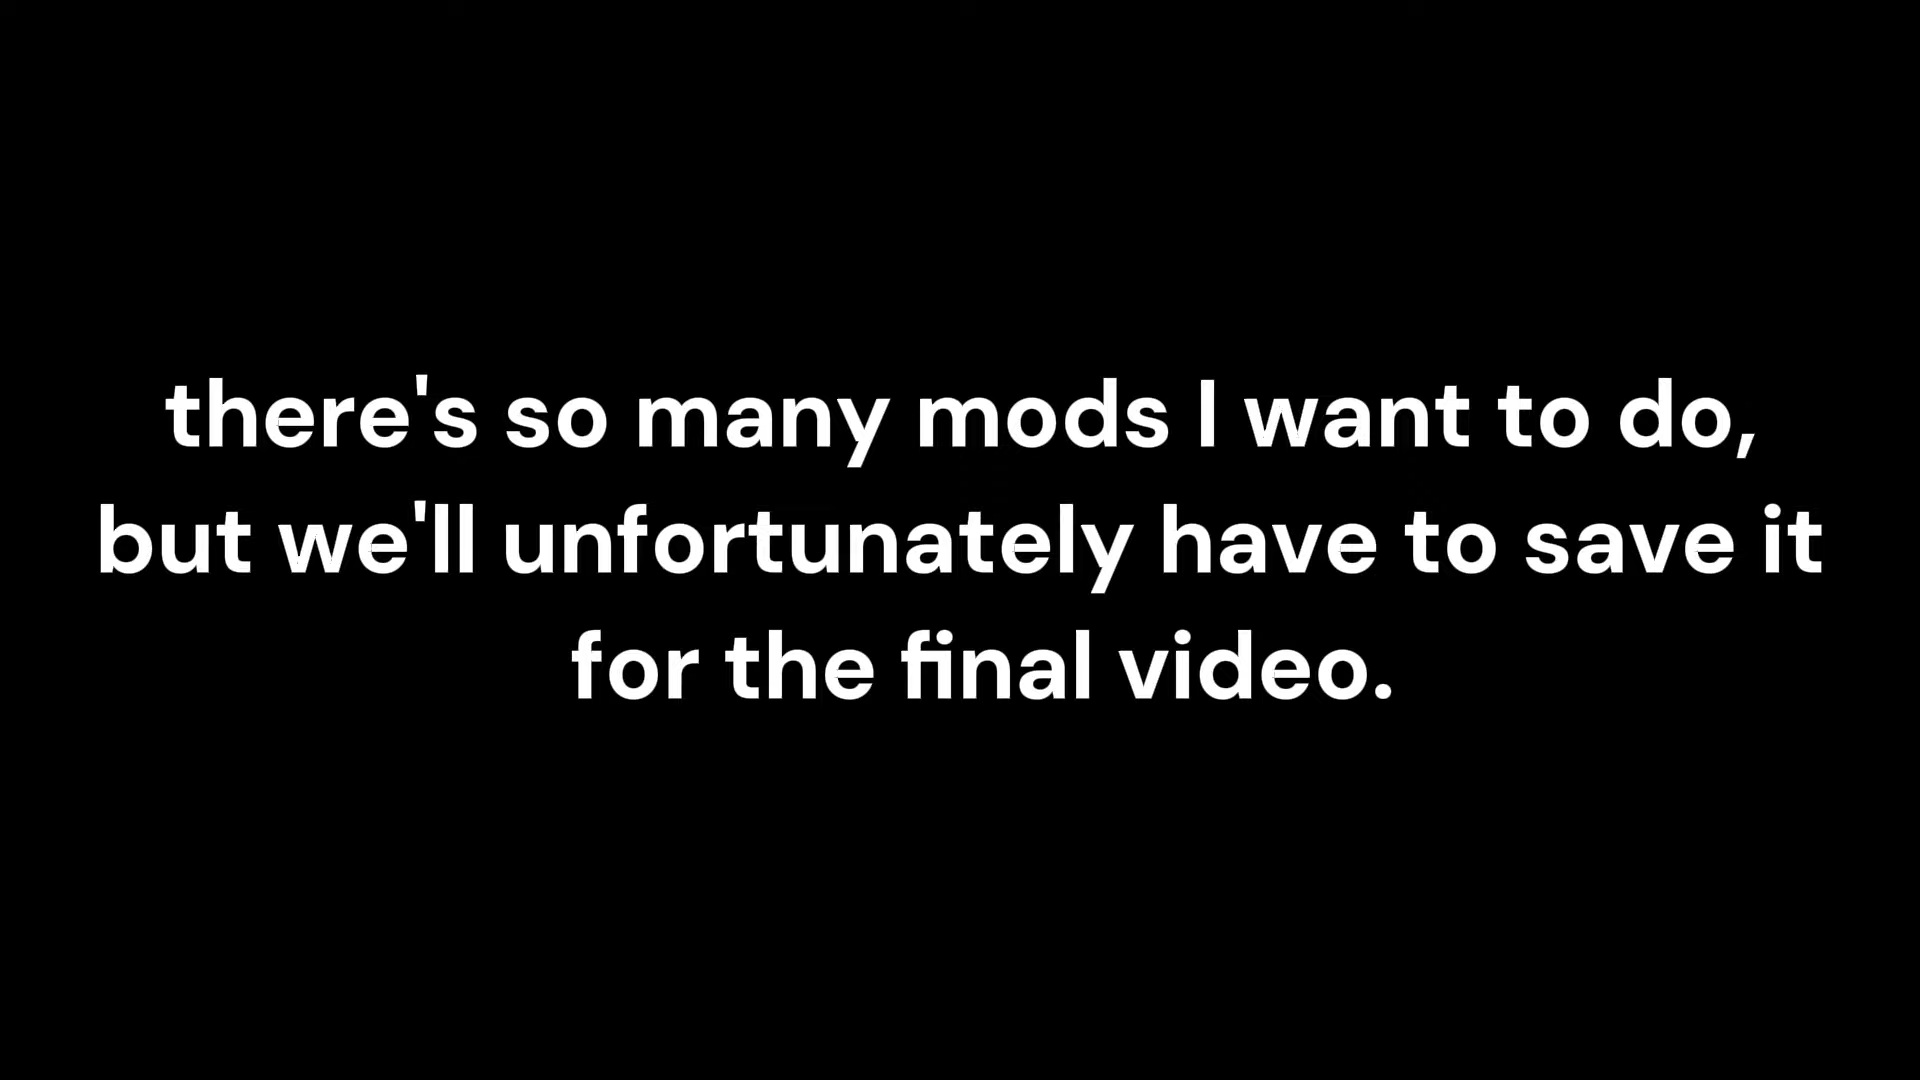 there's so many mods I want to do,
but we'll unfortunately have to save it
for the final video.